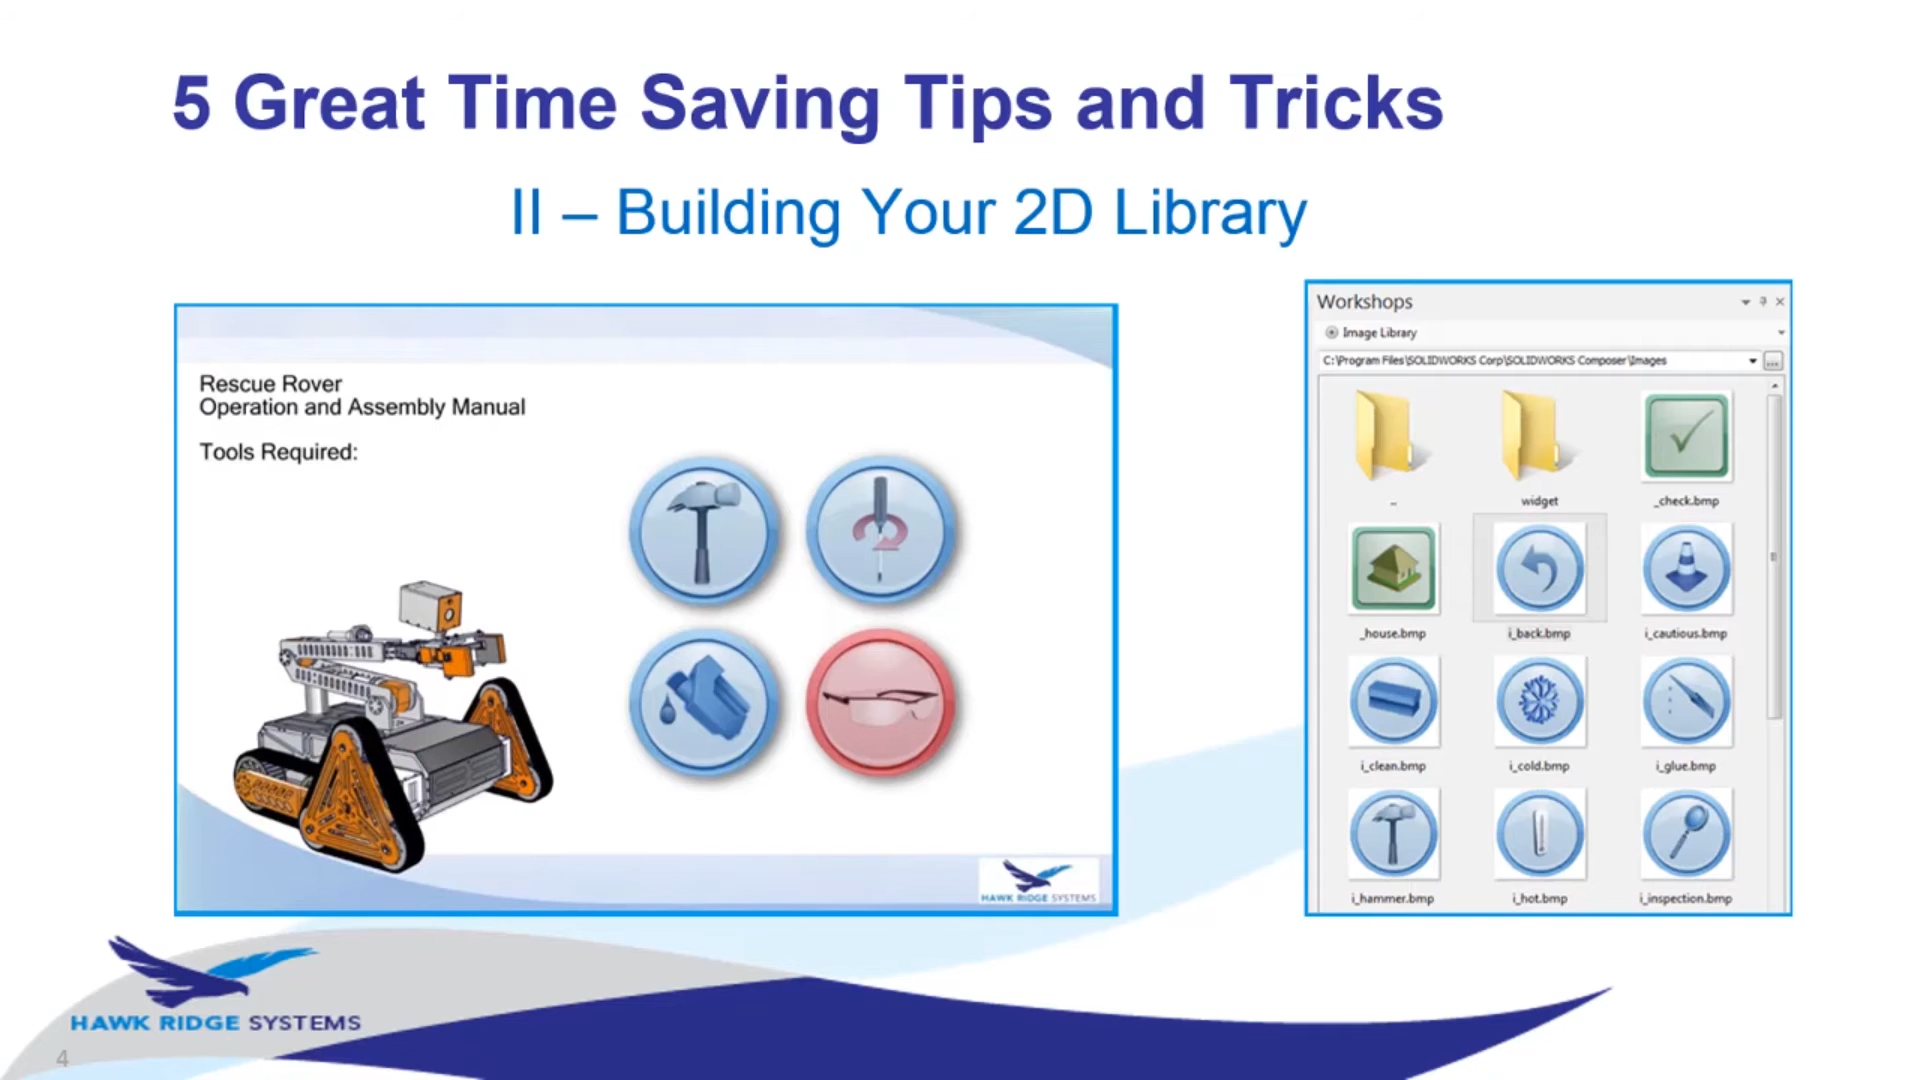 5 Great Time Saving Tips and Tricks
II – Building Your 2D Library
Rescue Rover
Operation and Assembly Manual
Tools Required:
HAWK RIDGE SYSTEMS
Workshops
Image Library
C:\Program Files\SOLIDWORKS Corp\SOLIDWORKS Composer\Images
...
..
widget
_check.bmp
_house.bmp
i_back.bmp
i_cautious.bmp
i_clean.bmp
i_cold.bmp
i_glue.bmp
i_hammer.bmp
i_hot.bmp
i_inspection.bmp
HAWK RIDGE SYSTEMS
4